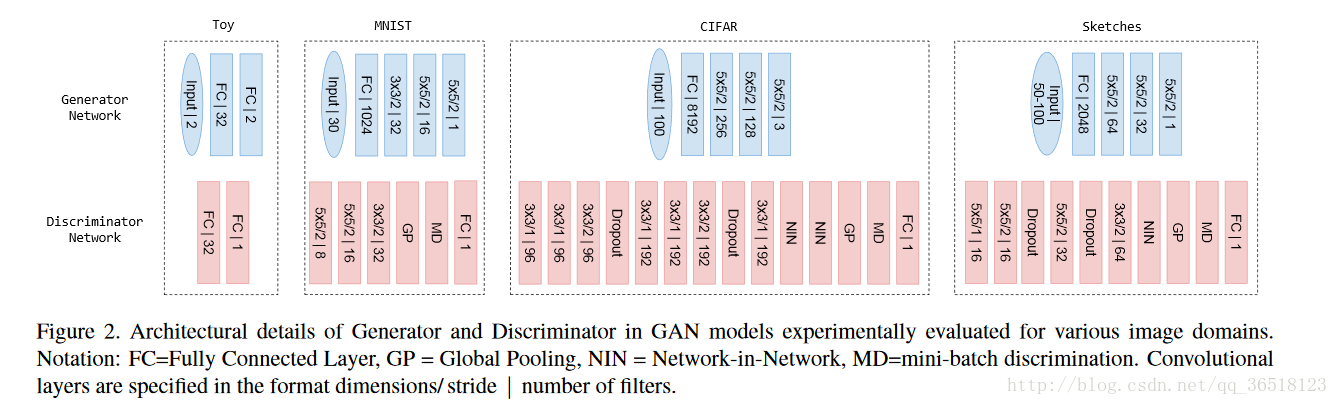 Toy
MNIST
CIFAR
Sketches
Generator
Network
Input | 2
FC | 32
FC | 2
Input | 30
FC | 1024
3x3/2 | 32
5x5/2 | 16
5x5/2 | 1
Input | 100
FC | 8192
5x5/2 | 256
5x5/2 | 128
5x5/2 | 3
Input |
50-100
FC | 2048
5x5/2 | 64
5x5/2 | 32
5x5/2 | 1
Discriminator
Network
FC | 32
FC | 1
5x5/2 | 8
5x5/2 | 16
3x3/2 | 32
GP
MD
FC | 1
3x3/1 | 96
3x3/1 | 96
3x3/2 | 96
Dropout
3x3/1 | 192
3x3/1 | 192
3x3/2 | 192
Dropout
3x3/1 | 192
NIN
NIN
GP
MD
FC | 1
5x5/1 | 16
5x5/2 | 16
Dropout
5x5/2 | 32
Dropout
3x3/2 | 64
NIN
GP
MD
FC | 1
Figure 2. Architectural details of Generator and Discriminator in GAN models experimentally evaluated for various image domains.
Notation: FC=Fully Connected Layer, GP = Global Pooling, NIN = Network-in-Network, MD=mini-batch discrimination. Convolutional
layers are specified in the format dimensions/ stride | number of filters.
http://blog.csdn.net/qq_36518123